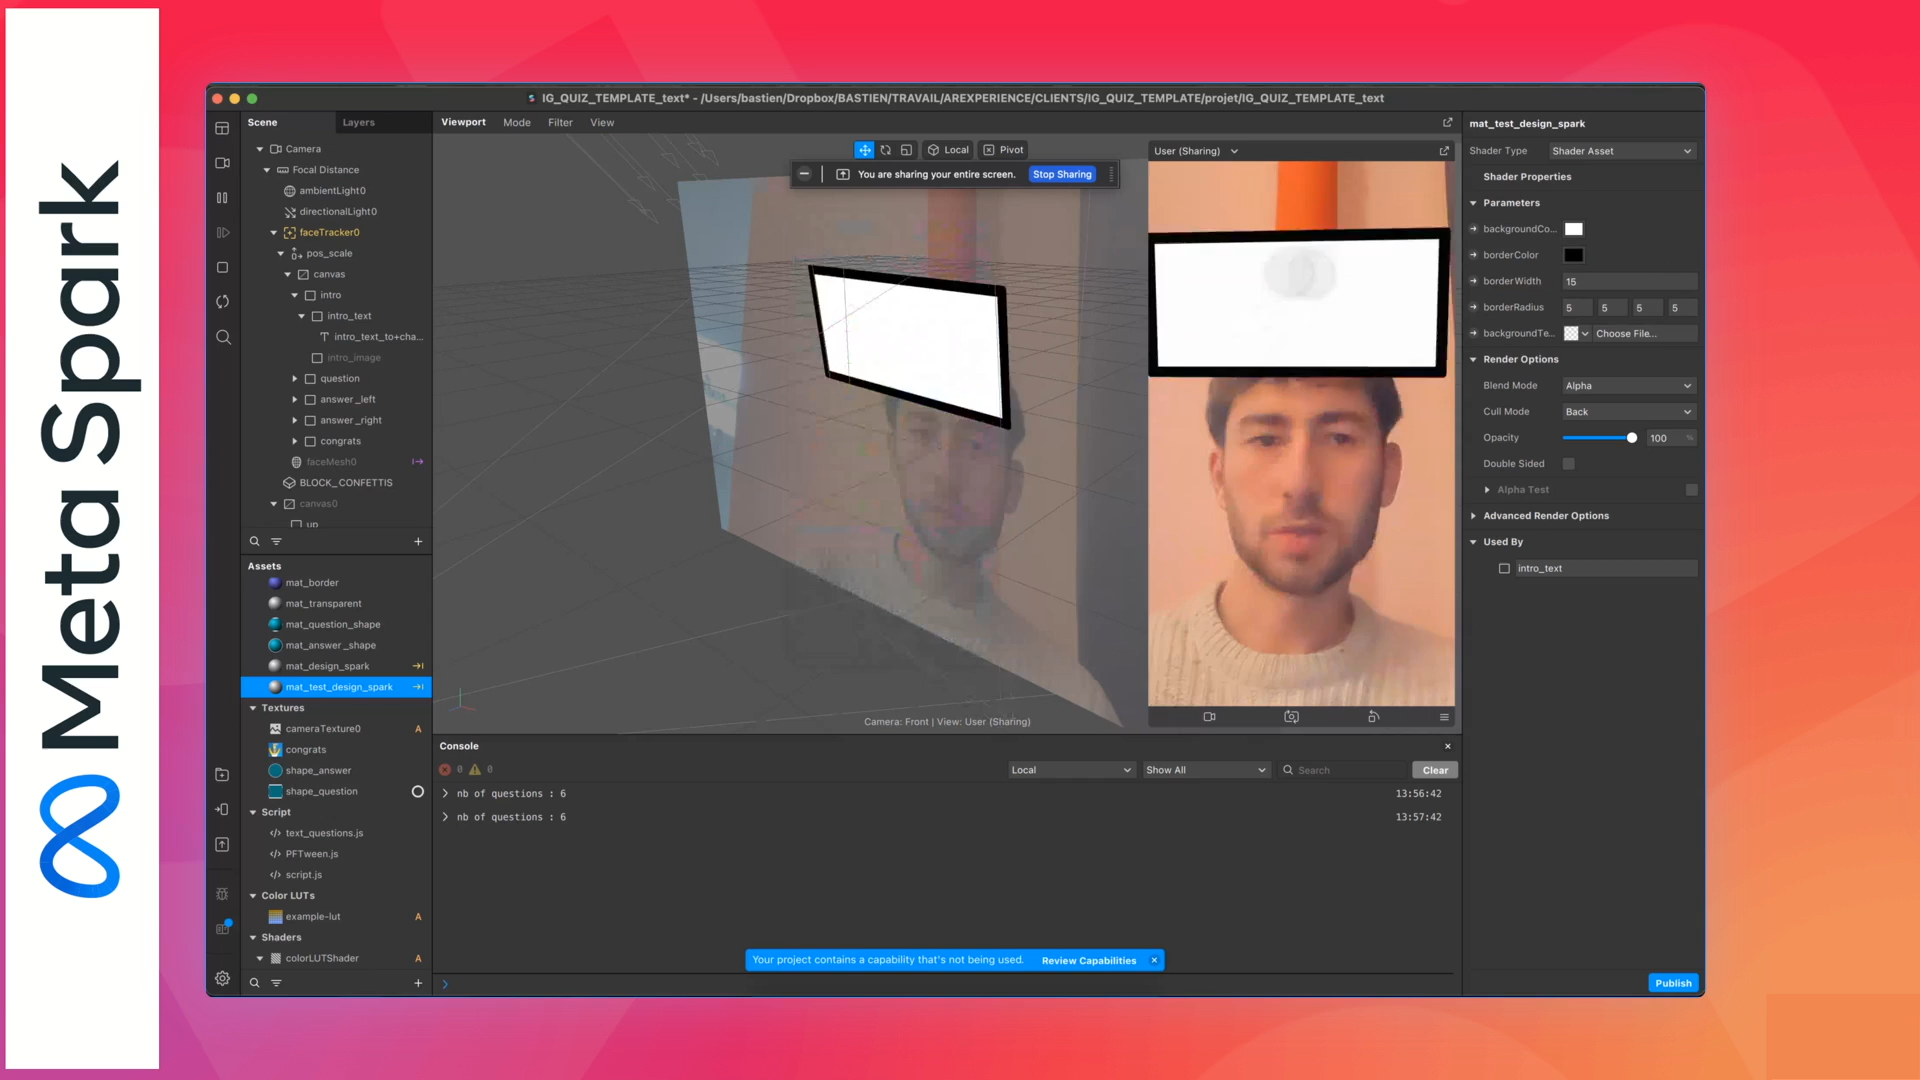 Meta Spark
IG_QUIZ_TEMPLATE_text* - /Users/bastien/Dropbox/BASTIEN/TRAVAIL/AREXPERIENCE/CLIENTS/IG_QUIZ_TEMPLATE/projet/IG_QUIZ_TEMPLATE_text
Scene
Layers
Camera
Focal Distance
ambientLight0
directionalLight0
faceTracker0
pos_scale
canvas
intro
intro_text
intro_text_to+cha...
intro_image
question
answer_left
answer_right
congrats
faceMesh0
BLOCK_CONFETTIS
canvas0
up
Assets
mat_border
mat_transparent
mat_question_shape
mat_answer_shape
mat_design_spark
mat_test_design_spark
Textures
cameraTexture0 A
congrats
shape_answer
shape_question
Script
text_questions.js
PFTween.js
script.js
Color LUTs
example-lut A
Shaders
colorLUTShader A
Viewport Mode Filter View
Local
Pivot
You are sharing your entire screen. Stop Sharing
Camera: Front | View: User (Sharing)
User (Sharing)
Console
0 0
Local
Show All
Search
Clear
nb of questions : 6 13:56:42
nb of questions : 6 13:57:42
Your project contains a capability that's not being used. Review Capabilities
mat_test_design_spark
Shader Type Shader Asset
Shader Properties
Parameters
backgroundCo...
borderColor
borderWidth 15
borderRadius 5 5 5 5
backgroundTe... Choose File...
Render Options
Blend Mode Alpha
Cull Mode Back
Opacity 100 %
Double Sided
Alpha Test
Advanced Render Options
Used By
intro_text
Publish